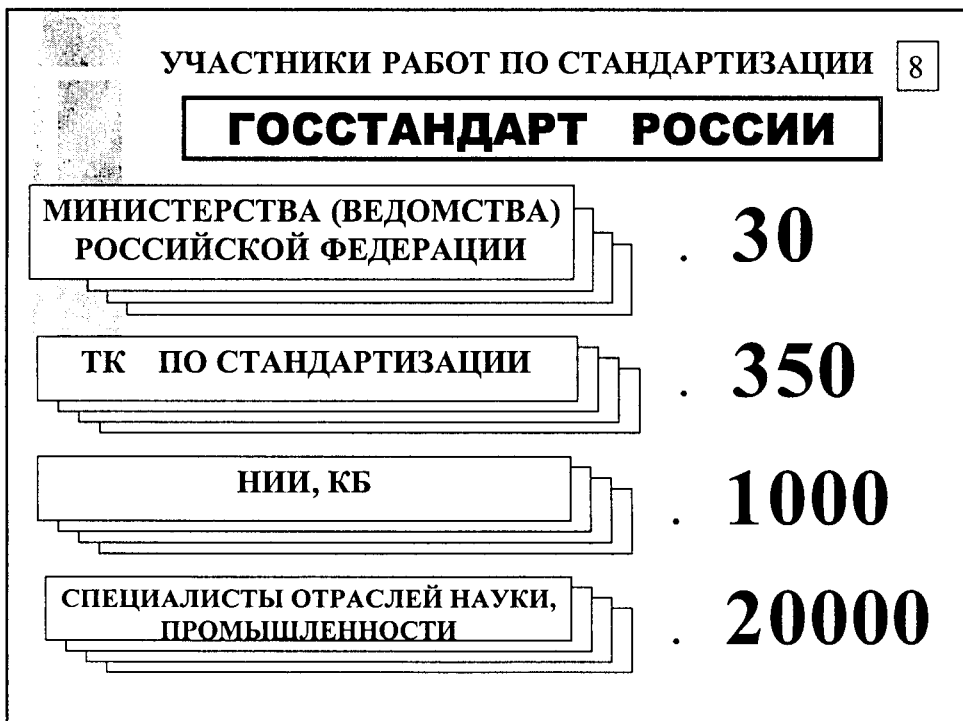 УЧАСТНИКИ РАБОТ ПО СТАНДАРТИЗАЦИИ 8
ГОССТАНДАРТ РОССИИ
МИНИСТЕРСТВА (ВЕДОМСТВА)
РОССИЙСКОЙ ФЕДЕРАЦИИ
. 30
ТК ПО СТАНДАРТИЗАЦИИ . 350
НИИ, КБ . 1000
СПЕЦИАЛИСТЫ ОТРАСЛЕЙ НАУКИ,
ПРОМЫШЛЕННОСТИ
. 20000